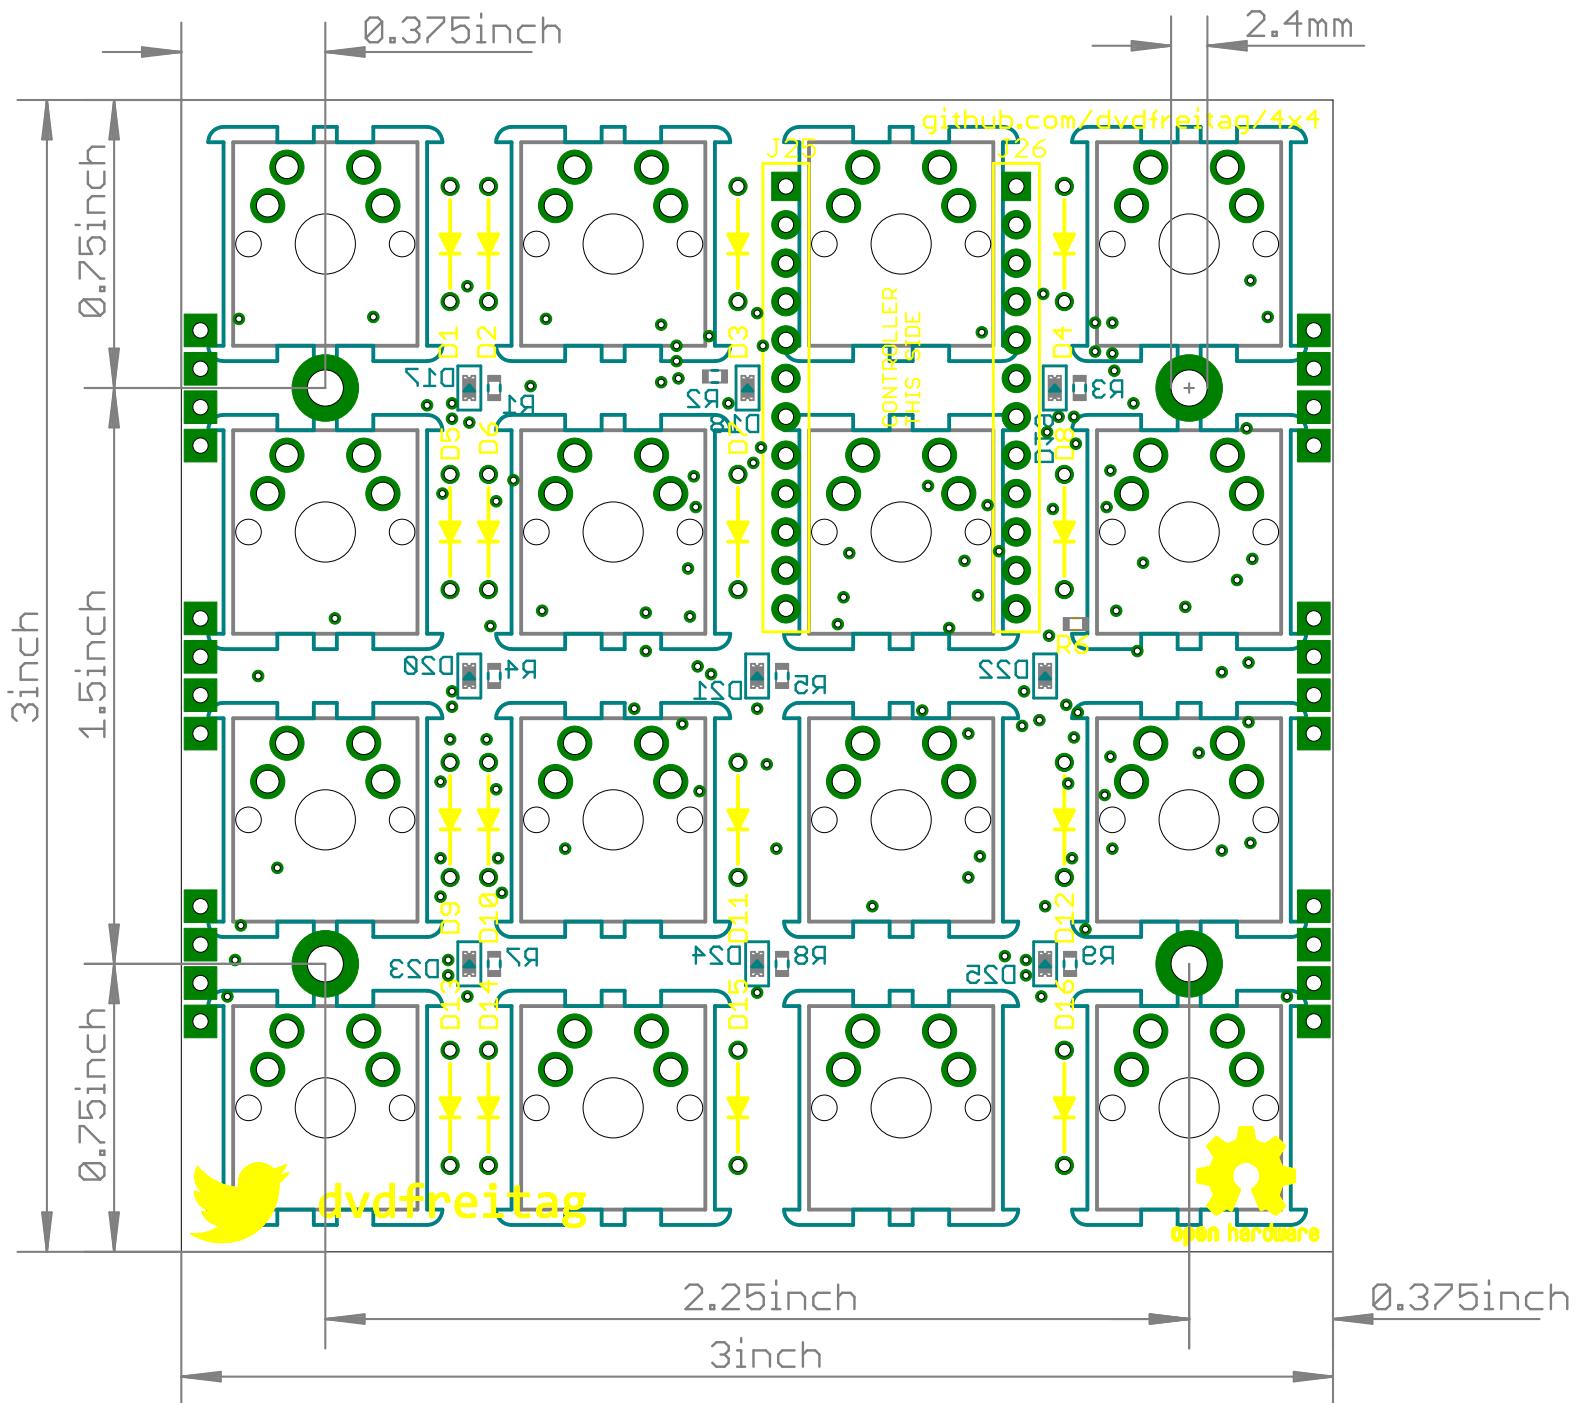 0.375inch
2.4mm
github.com/dvdfreitag/4x4
J25
J26
0.75inch
CONTROLLER
THIS SIDE
D1
D2
D3
D4
D17
R1
R2
D18
R3
D19
D5
D6
D7
D8
3inch
1.5inch
R6
D20
R4
D21
R5
D22
D9
D10
D11
D12
D23
R7
D24
R8
D25
R9
D13
D14
D15
D16
0.75inch
dvdfreitag
open hardware
2.25inch
0.375inch
3inch